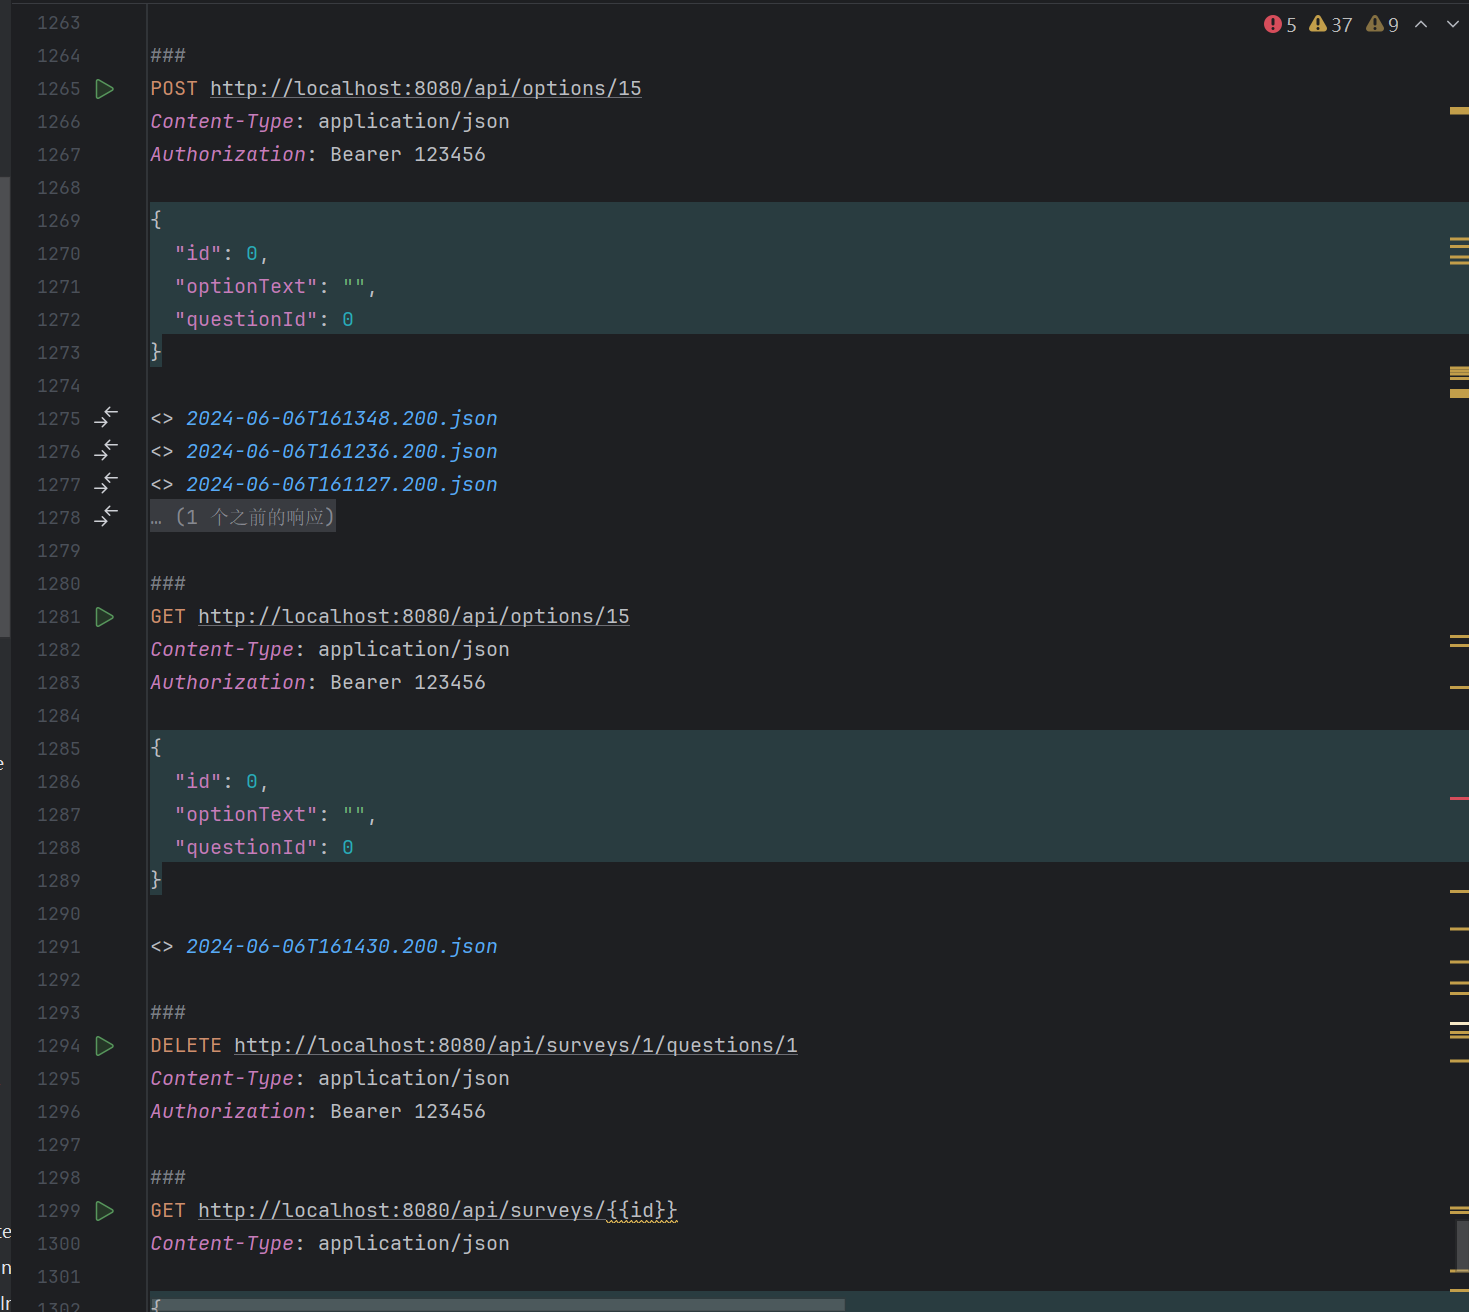 5 37 9
1263
1264 ###
1265 POST http://localhost:8080/api/options/15
1266 Content-Type: application/json
1267 Authorization: Bearer 123456
1268
1269 {
1270 "id": 0,
1271 "optionText": "",
1272 "questionId": 0
1273 }
1274
1275 <> 2024-06-06T161348.200.json
1276 <> 2024-06-06T161236.200.json
1277 <> 2024-06-06T161127.200.json
1278 … (1 个之前的响应)
1279
1280 ###
1281 GET http://localhost:8080/api/options/15
1282 Content-Type: application/json
1283 Authorization: Bearer 123456
1284
1285 {
1286 "id": 0,
1287 "optionText": "",
1288 "questionId": 0
1289 }
1290
1291 <> 2024-06-06T161430.200.json
1292
1293 ###
1294 DELETE http://localhost:8080/api/surveys/1/questions/1
1295 Content-Type: application/json
1296 Authorization: Bearer 123456
1297
1298 ###
1299 GET http://localhost:8080/api/surveys/{{id}}
1300 Content-Type: application/json
1301
1302 {